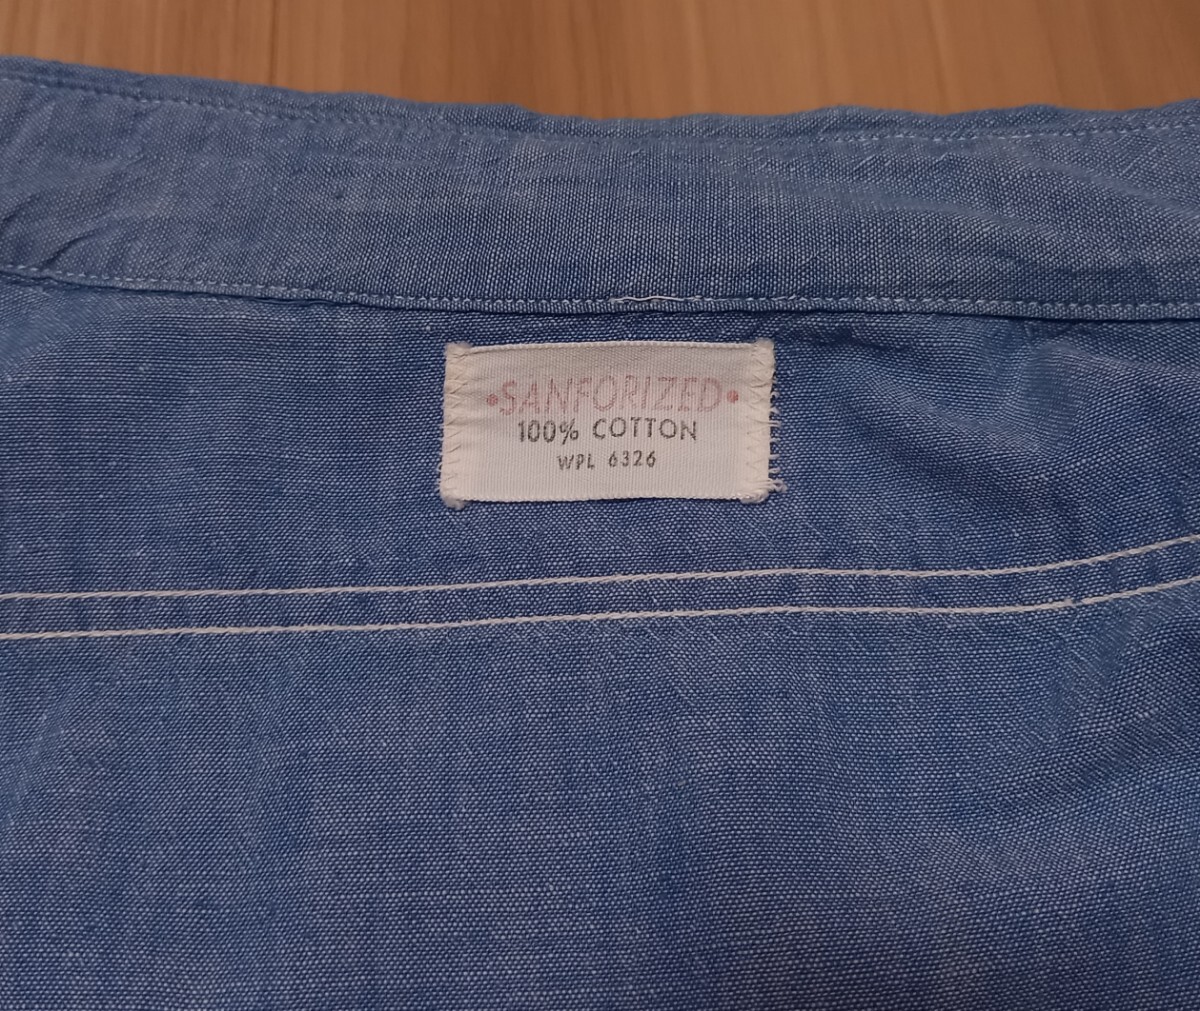 •SANFORIZED•
100% COTTON
WPL 6326